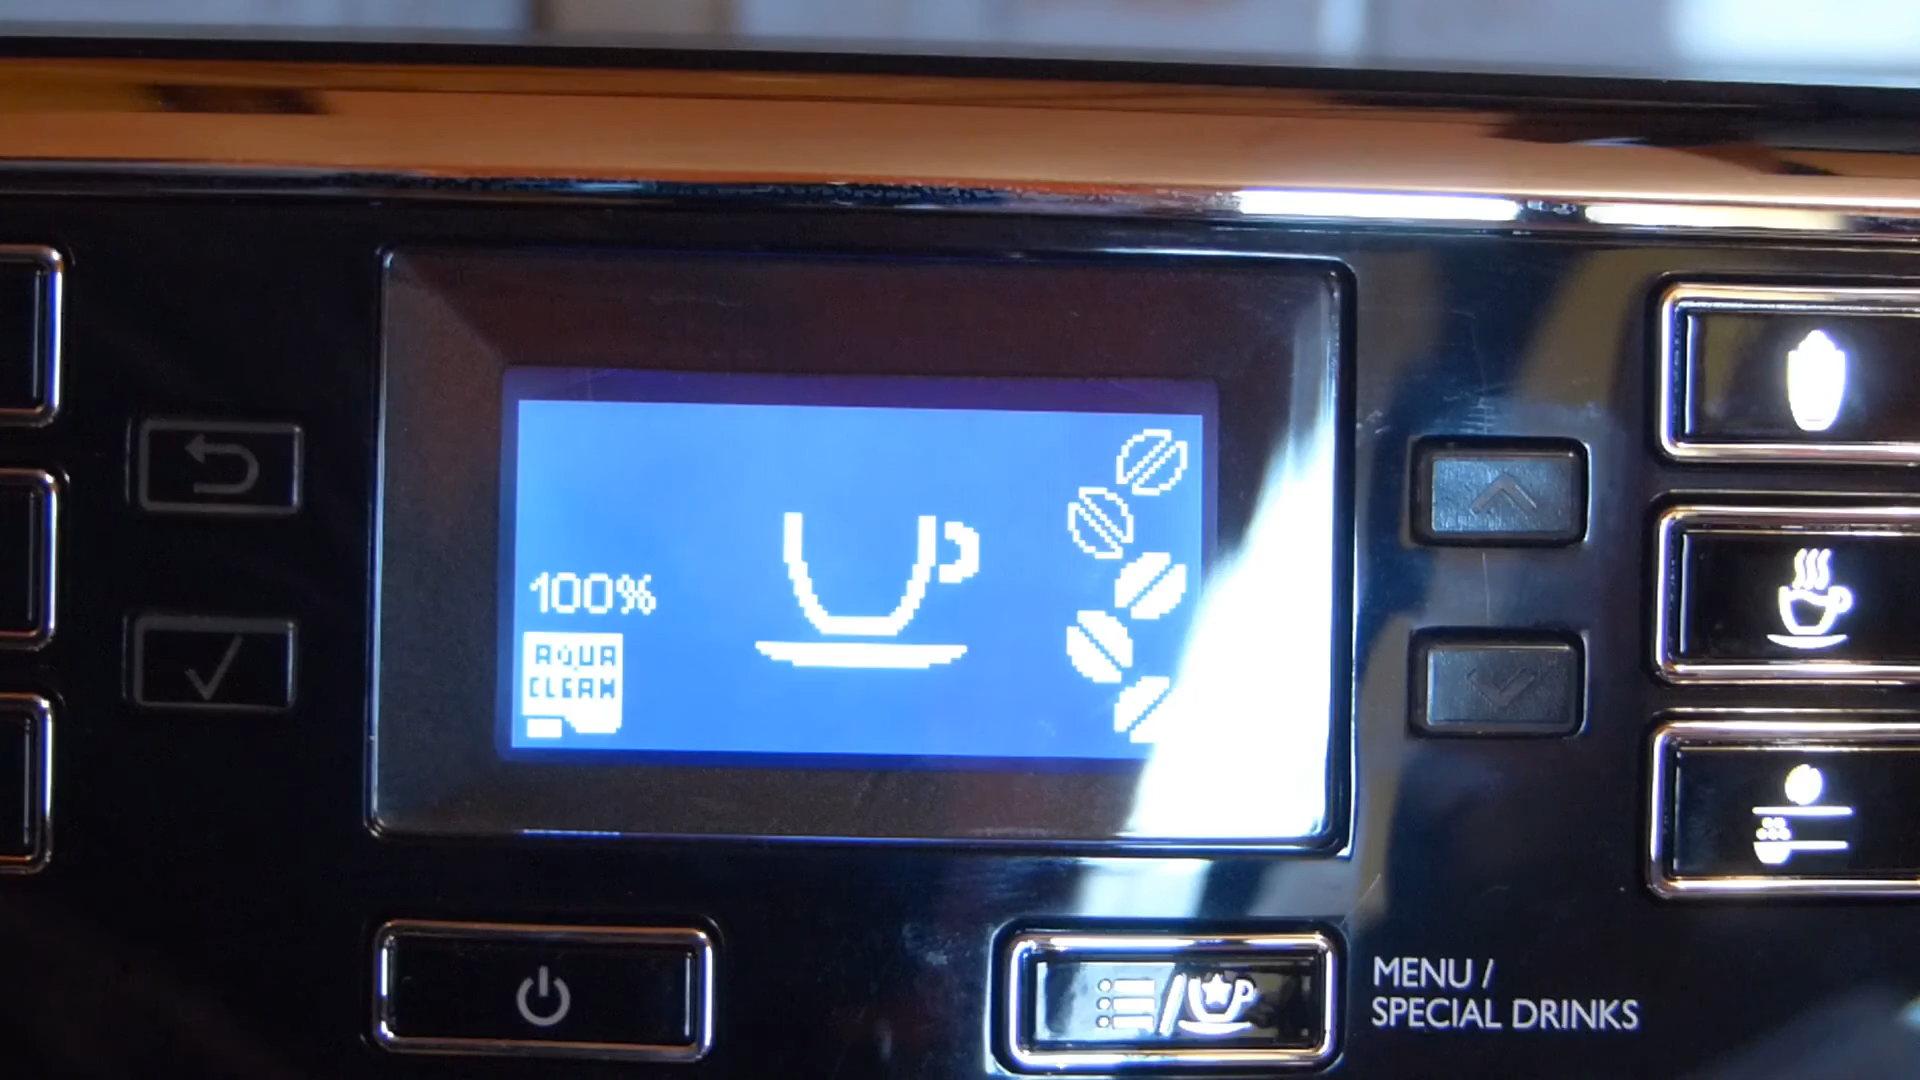 100%
AQUA
CLEAN
MENU /
SPECIAL DRINKS